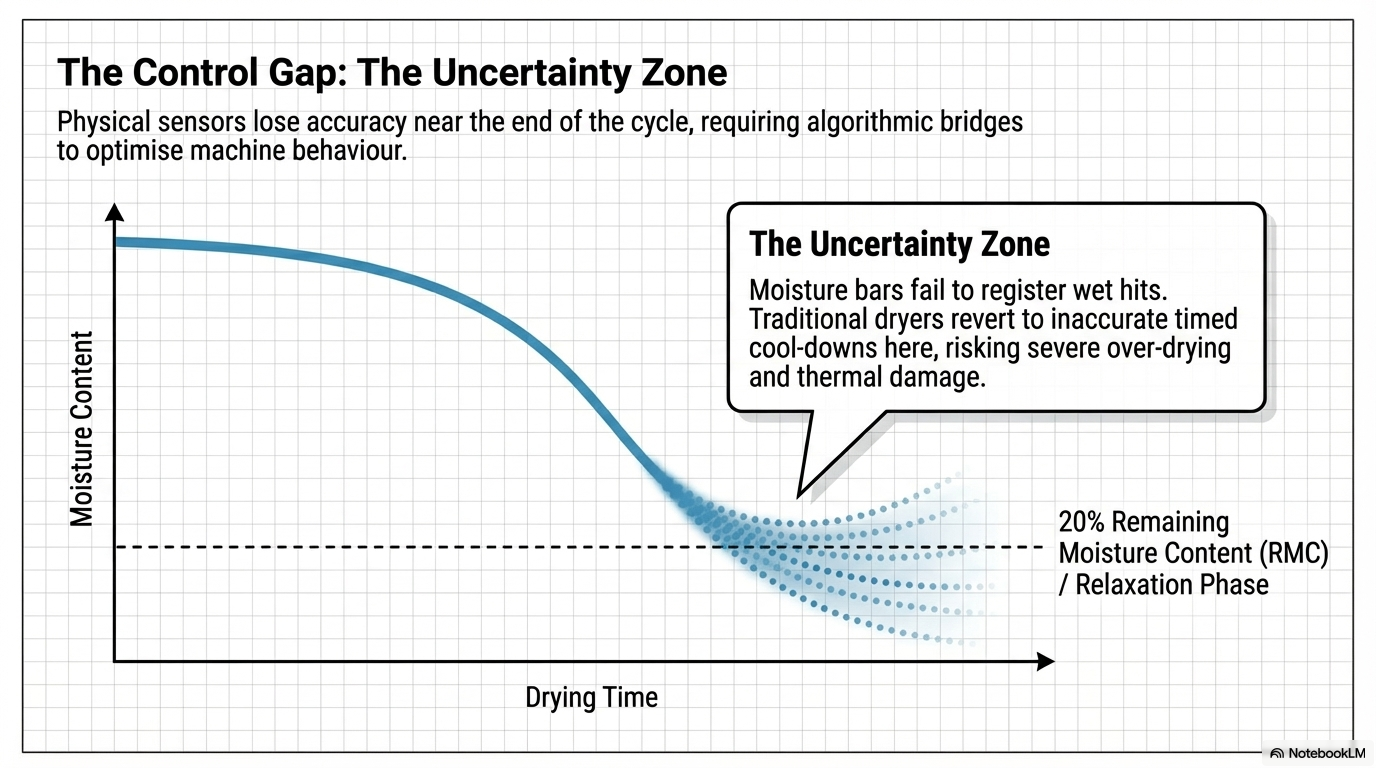 The Control Gap: The Uncertainty Zone
Physical sensors lose accuracy near the end of the cycle, requiring algorithmic bridges
to optimise machine behaviour.
The Uncertainty Zone
Moisture bars fail to register wet hits.
Traditional dryers revert to inaccurate timed
cool-downs here, risking severe over-drying
and thermal damage.
Moisture Content
20% Remaining
Moisture Content (RMC)
/ Relaxation Phase
Drying Time
NotebookLM